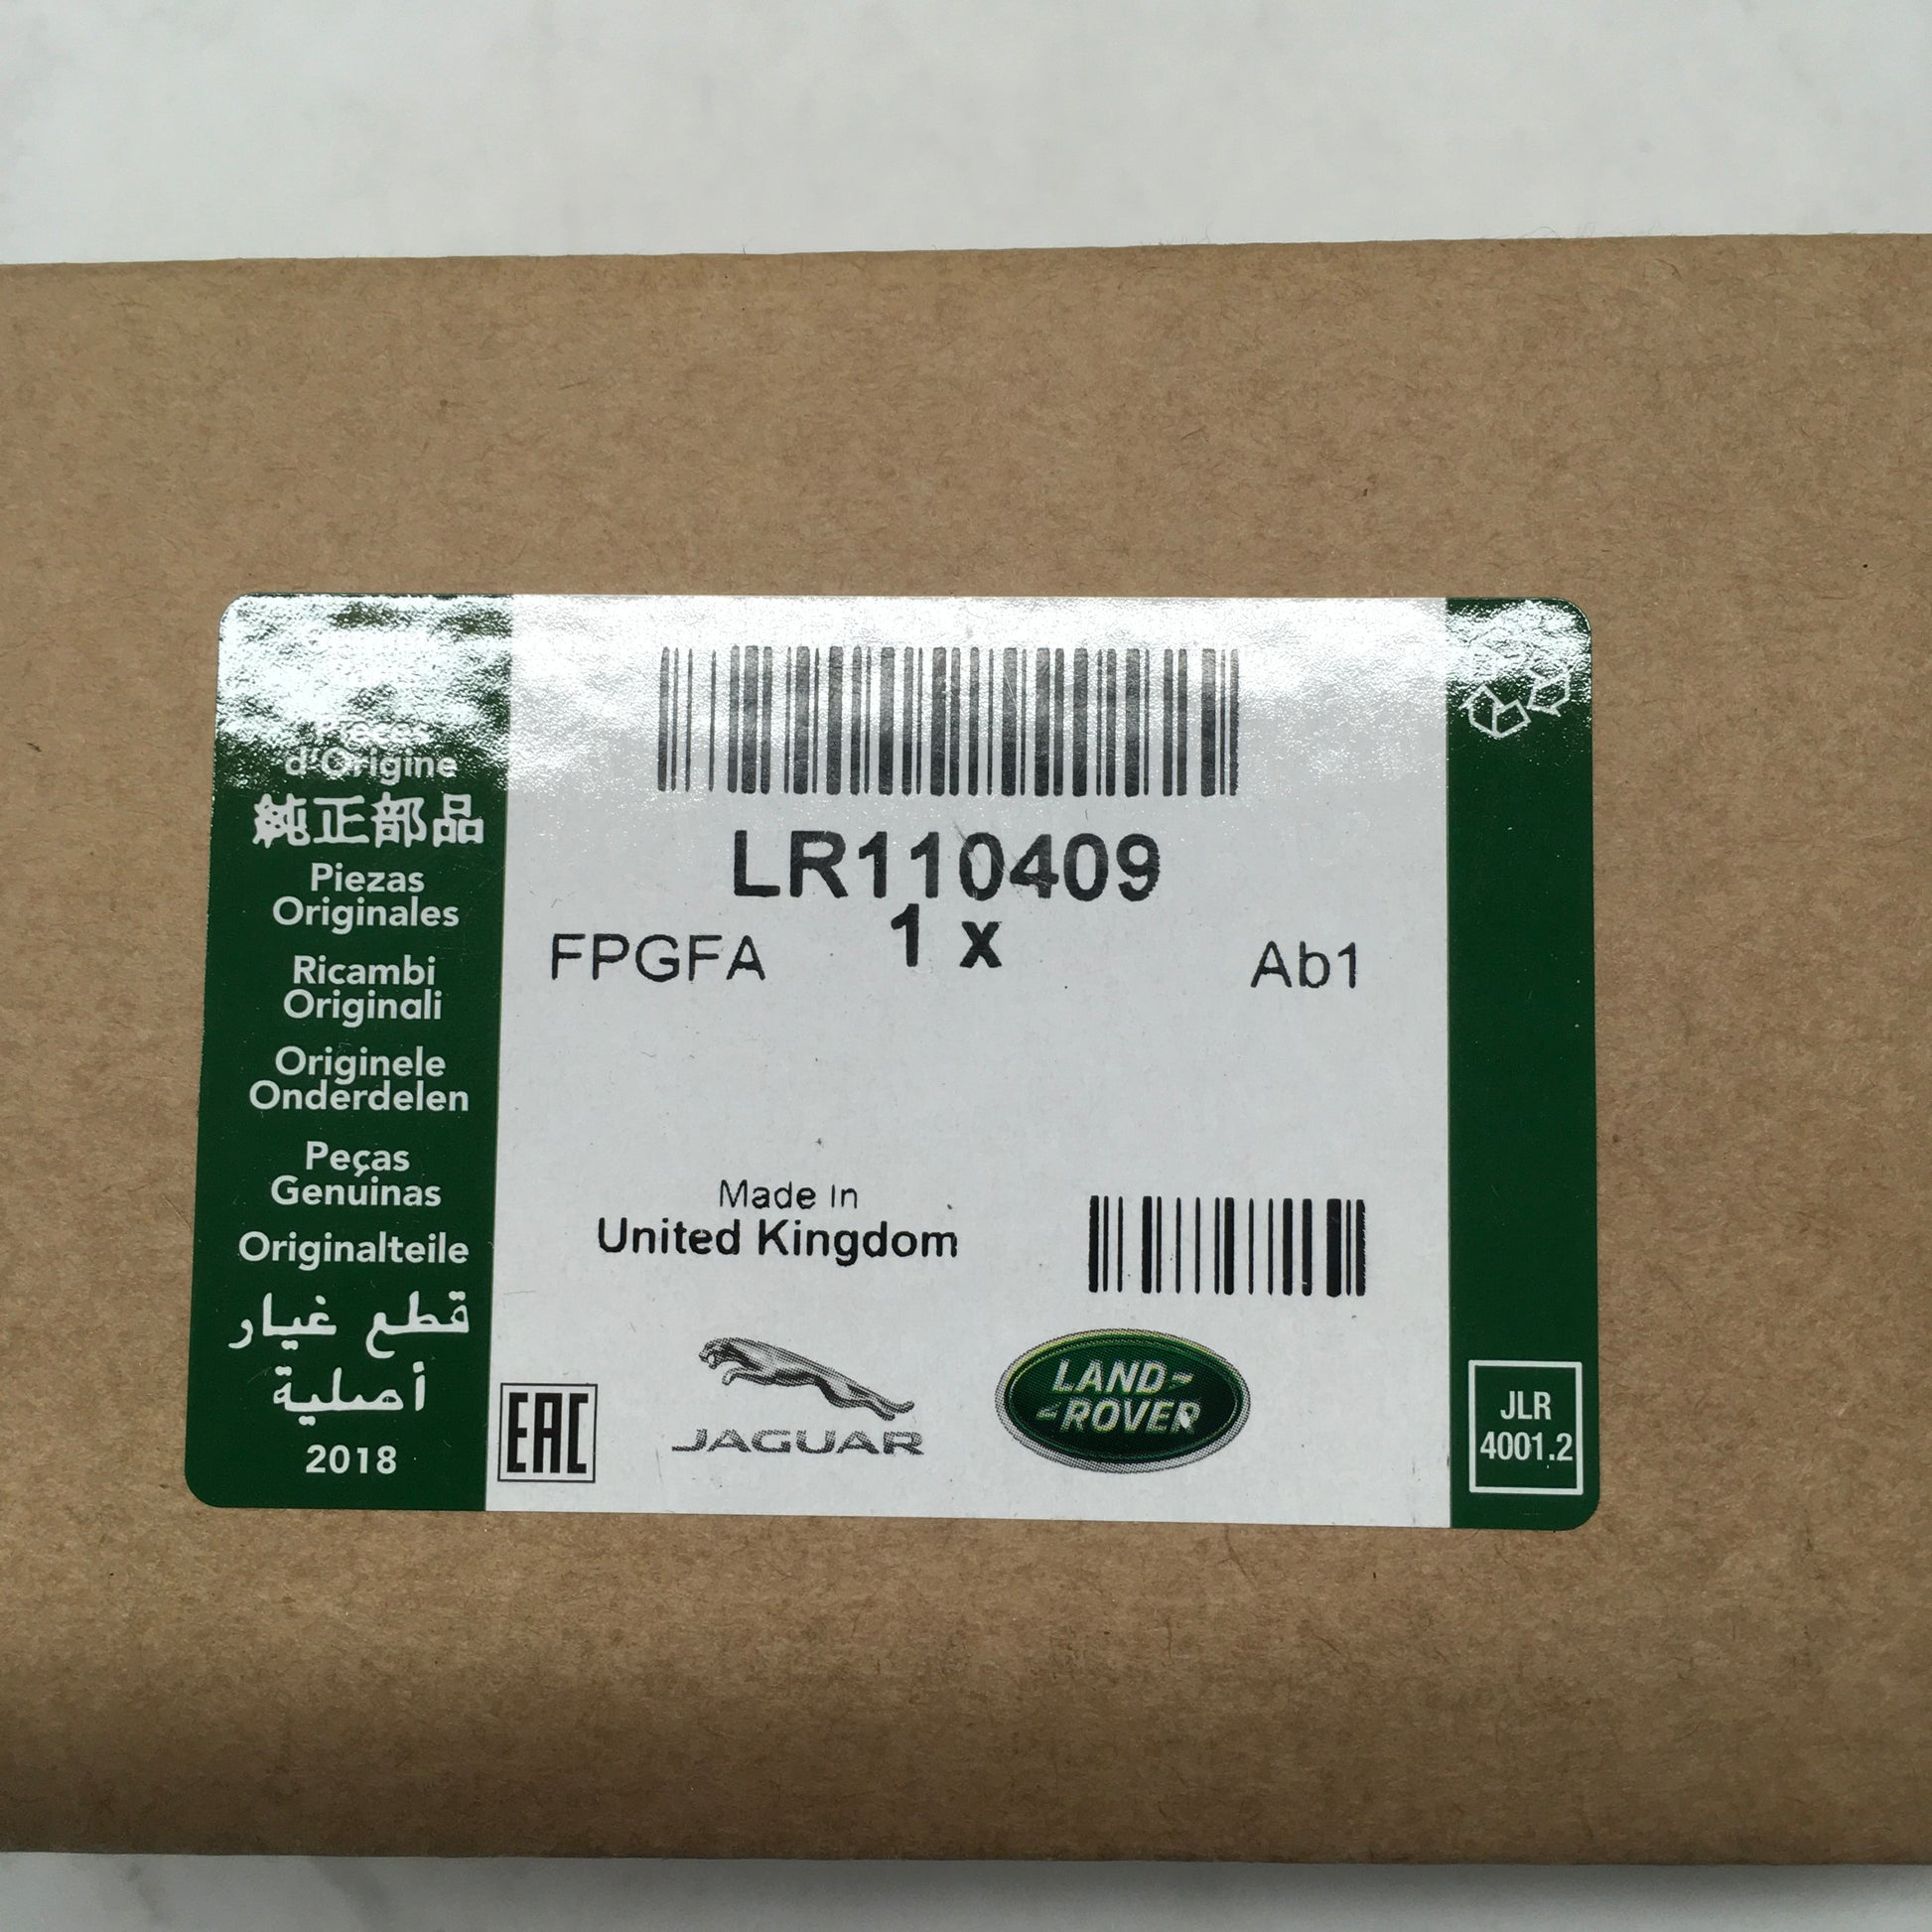 Pièces
d'Origine
純正部品
Piezas
Originales
Ricambi
Originali
Originele
Onderdelen
Peças
Genuinas
Originalteile
قطع غيار
أصلية
2018
LR110409
1 x
FPGFA
Ab1
Made In
United Kingdom
EAC
JAGUAR
LAND-
-ROVER
JLR
4001.2